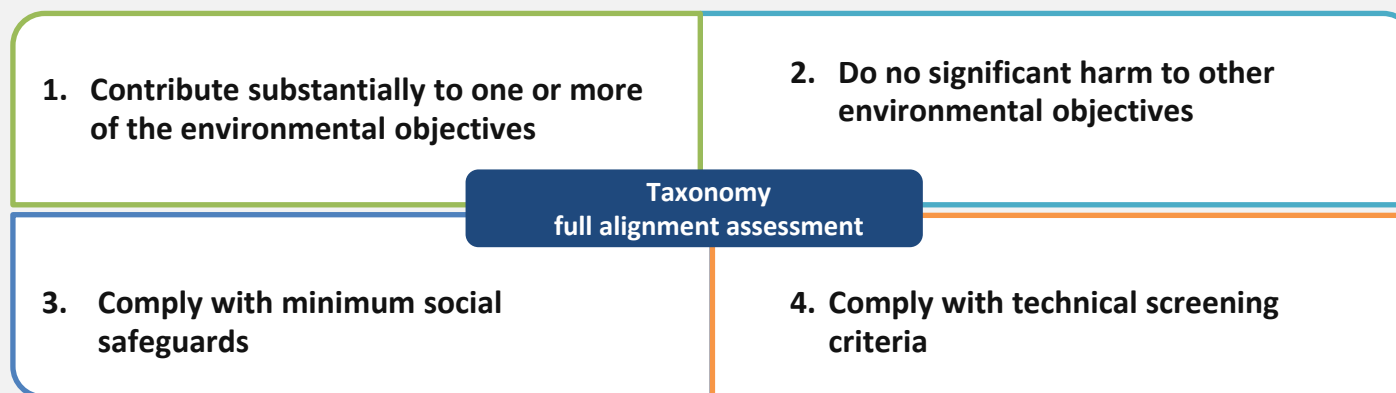 1. Contribute substantially to one or more
of the environmental objectives
2. Do no significant harm to other
environmental objectives
Taxonomy
full alignment assessment
3. Comply with minimum social
safeguards
4. Comply with technical screening
criteria